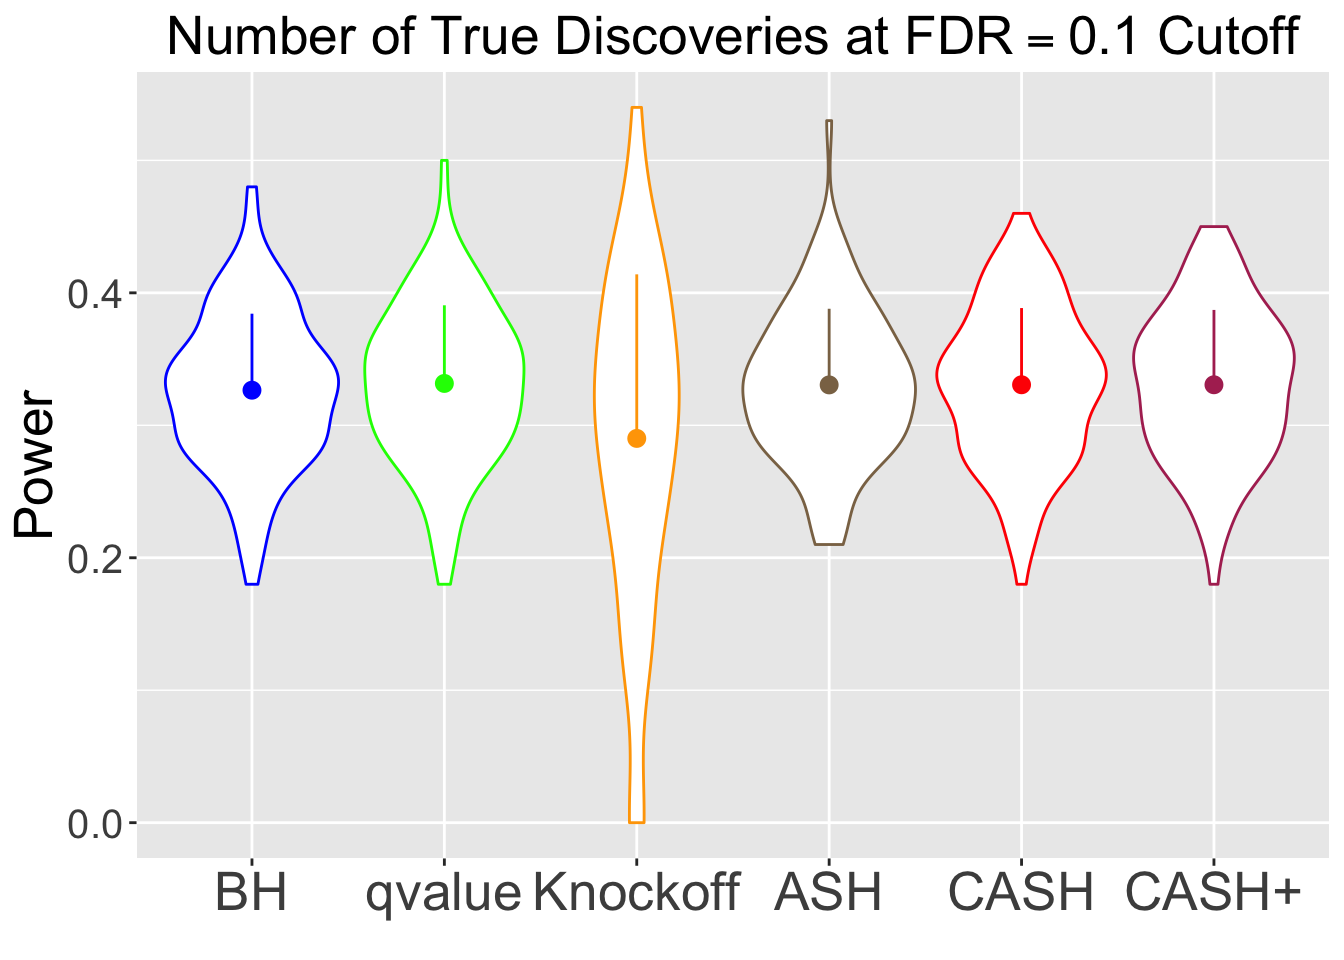 Number of True Discoveries at FDR = 0.1 Cutoff
Power
0.4
0.2
0.0
BH qvalue Knockoff ASH CASH CASH+